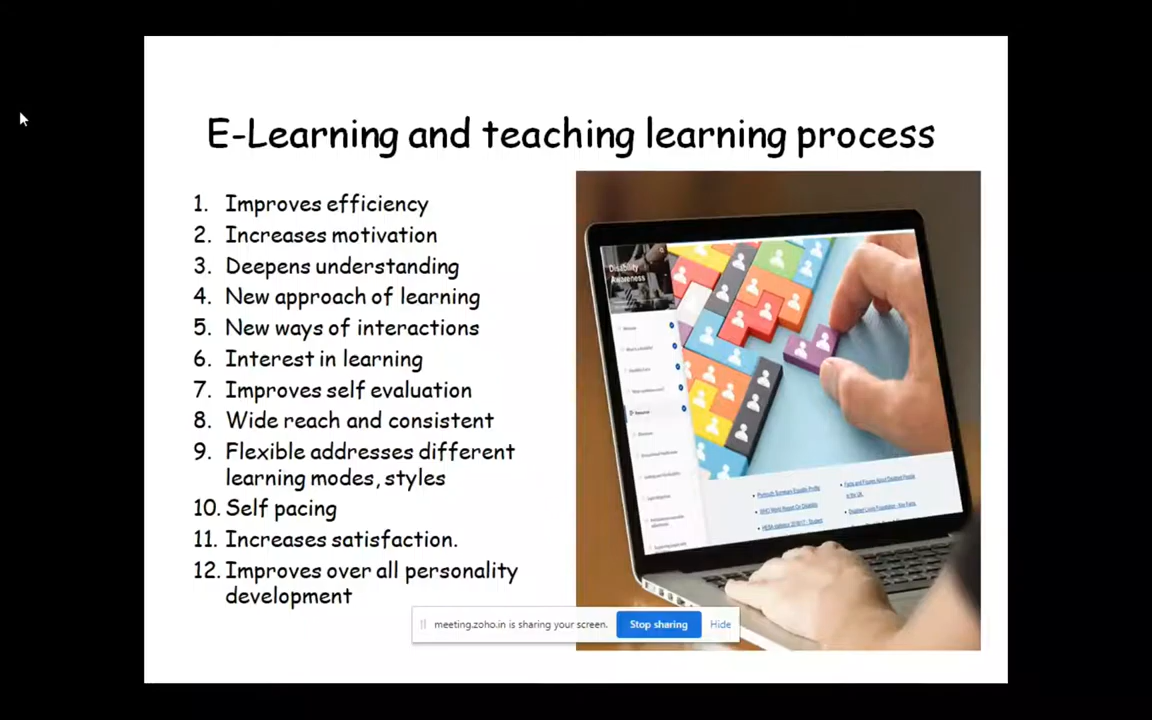 E-Learning and teaching learning process
1. Improves efficiency
2. Increases motivation
3. Deepens understanding
4. New approach of learning
5. New ways of interactions
6. Interest in learning
7. Improves self evaluation
8. Wide reach and consistent
9. Flexible addresses different
learning modes, styles
10. Self pacing
11. Increases satisfaction.
12. Improves over all personality
development
Disability
Awareness
meeting.zoho.in is sharing your screen.
Stop sharing
Hide